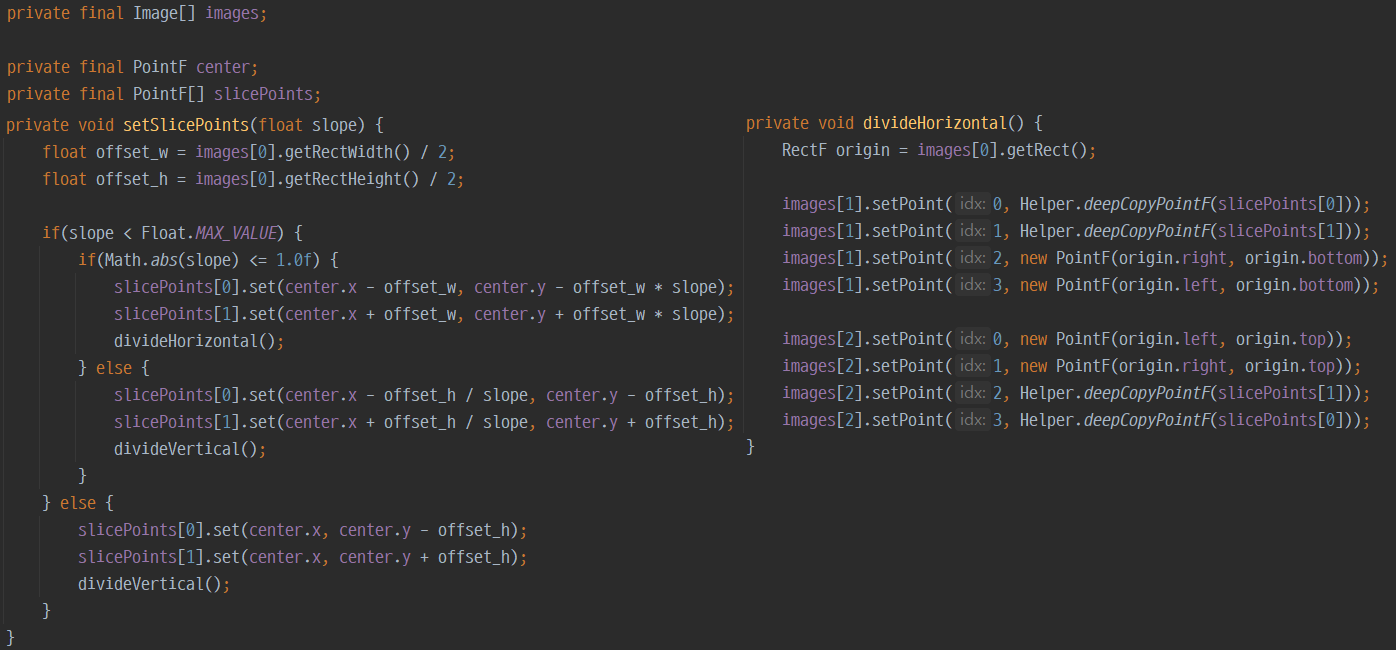 private final Image[] images;
private final PointF center;
private final PointF[] slicePoints;
private void setSlicePoints(float slope) {
float offset_w = images[0].getRectWidth() / 2;
float offset_h = images[0].getRectHeight() / 2;
if(slope < Float.MAX_VALUE) {
if(Math.abs(slope) <= 1.0f) {
slicePoints[0].set(center.x - offset_w, center.y - offset_w * slope);
slicePoints[1].set(center.x + offset_w, center.y + offset_w * slope);
divideHorizontal();
} else {
slicePoints[0].set(center.x - offset_h / slope, center.y - offset_h);
slicePoints[1].set(center.x + offset_h / slope, center.y + offset_h);
divideVertical();
}
} else {
slicePoints[0].set(center.x, center.y - offset_h);
slicePoints[1].set(center.x, center.y + offset_h);
divideVertical();
}
}
private void divideHorizontal() {
RectF origin = images[0].getRect();
images[1].setPoint( idx: 0, Helper.deepCopyPointF(slicePoints[0]));
images[1].setPoint( idx: 1, Helper.deepCopyPointF(slicePoints[1]));
images[1].setPoint( idx: 2, new PointF(origin.right, origin.bottom));
images[1].setPoint( idx: 3, new PointF(origin.left, origin.bottom));
images[2].setPoint( idx: 0, new PointF(origin.left, origin.top));
images[2].setPoint( idx: 1, new PointF(origin.right, origin.top));
images[2].setPoint( idx: 2, Helper.deepCopyPointF(slicePoints[1]));
images[2].setPoint( idx: 3, Helper.deepCopyPointF(slicePoints[0]));
}